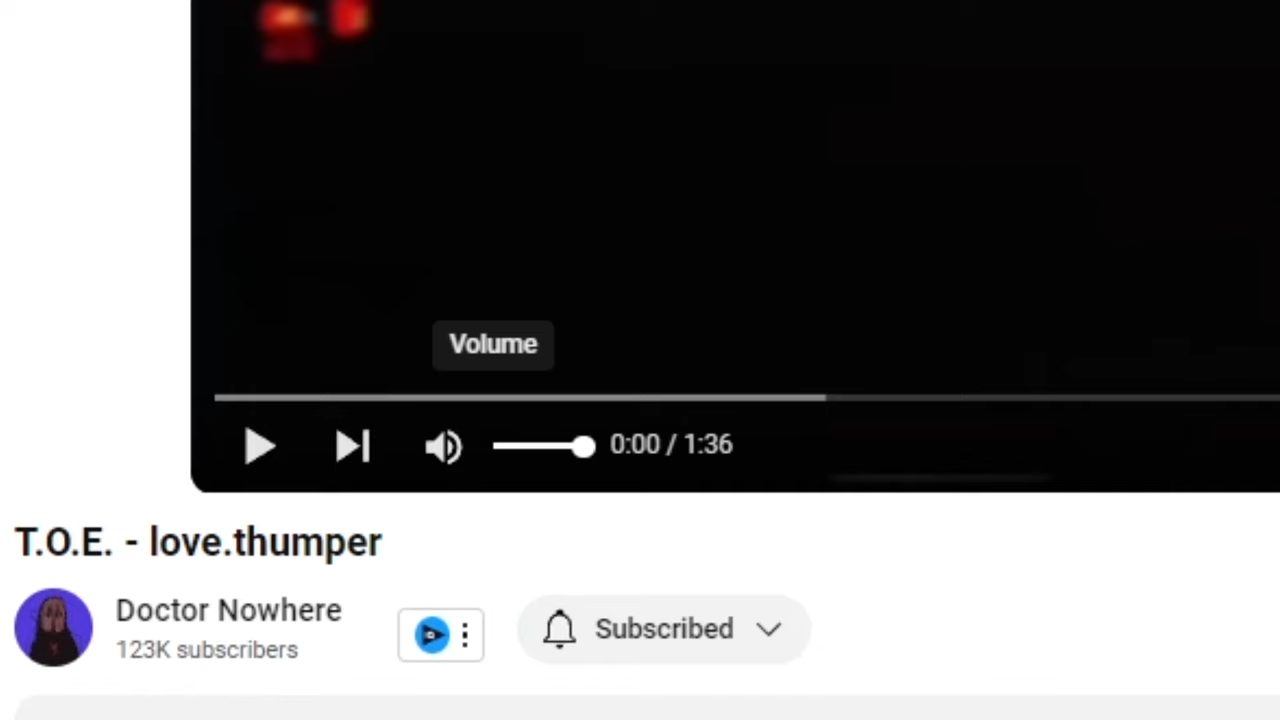 Volume
0:00 / 1:36
T.O.E. - love.thumper
Doctor Nowhere
123K subscribers
Subscribed